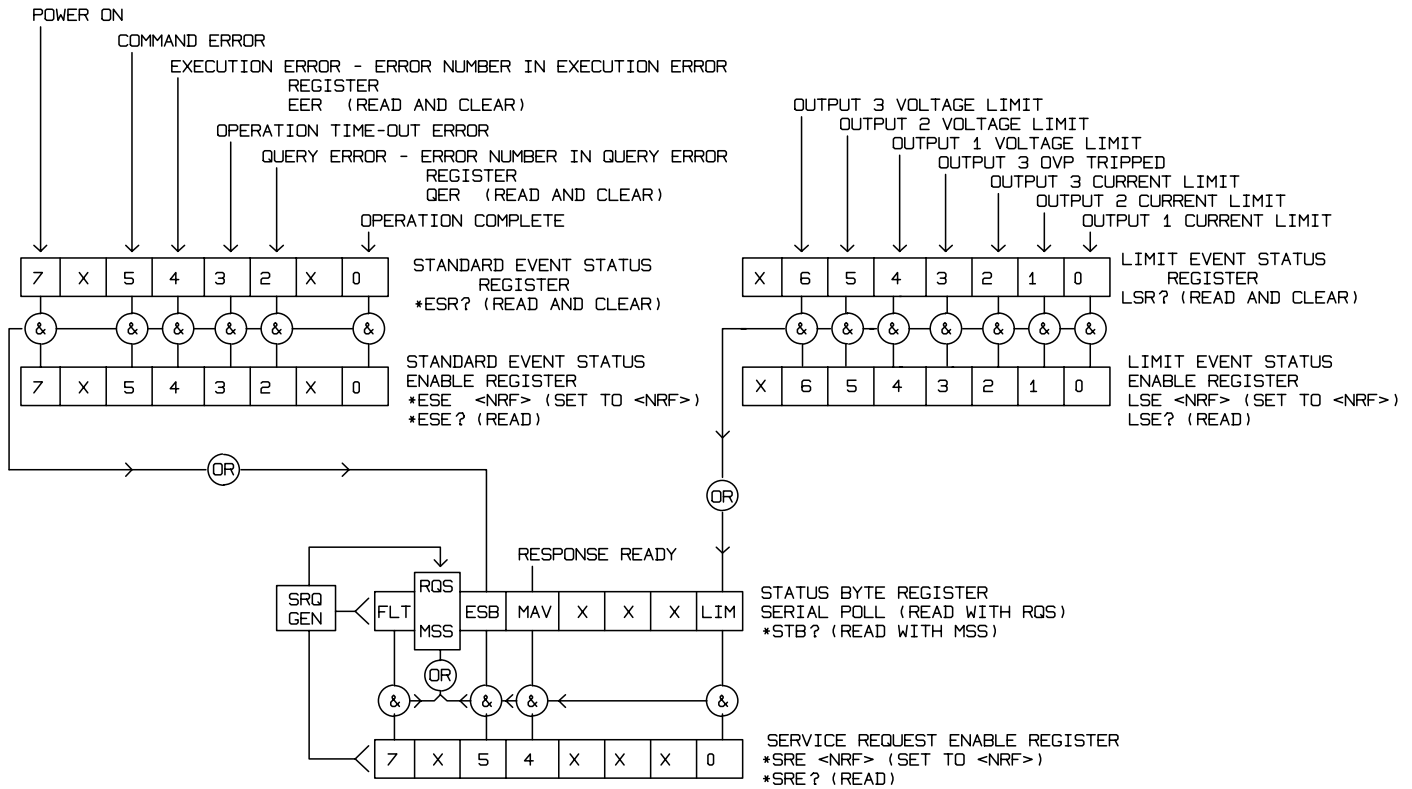 POWER ON
COMMAND ERROR
EXECUTION ERROR - ERROR NUMBER IN EXECUTION ERROR
REGISTER
EER (READ AND CLEAR)
OPERATION TIME-OUT ERROR
QUERY ERROR - ERROR NUMBER IN QUERY ERROR
REGISTER
QER (READ AND CLEAR)
OPERATION COMPLETE
7 X 5 4 3 2 X 0
STANDARD EVENT STATUS
REGISTER
*ESR? (READ AND CLEAR)
& & & & & &
7 X 5 4 3 2 X 0
STANDARD EVENT STATUS
ENABLE REGISTER
*ESE <NRF> (SET TO <NRF>)
*ESE? (READ)
OR
OUTPUT 3 VOLTAGE LIMIT
OUTPUT 2 VOLTAGE LIMIT
OUTPUT 1 VOLTAGE LIMIT
OUTPUT 3 OVP TRIPPED
OUTPUT 3 CURRENT LIMIT
OUTPUT 2 CURRENT LIMIT
OUTPUT 1 CURRENT LIMIT
X 6 5 4 3 2 1 0
LIMIT EVENT STATUS
REGISTER
LSR? (READ AND CLEAR)
& & & & & & &
X 6 5 4 3 2 1 0
LIMIT EVENT STATUS
ENABLE REGISTER
LSE <NRF> (SET TO <NRF>)
LSE? (READ)
OR
RESPONSE READY
SRQ
GEN
FLT
RQS
MSS
ESB MAV X X X LIM
STATUS BYTE REGISTER
SERIAL POLL (READ WITH RQS)
*STB? (READ WITH MSS)
OR
& & & &
7 X 5 4 X X X 0
SERVICE REQUEST ENABLE REGISTER
*SRE <NRF> (SET TO <NRF>)
*SRE? (READ)